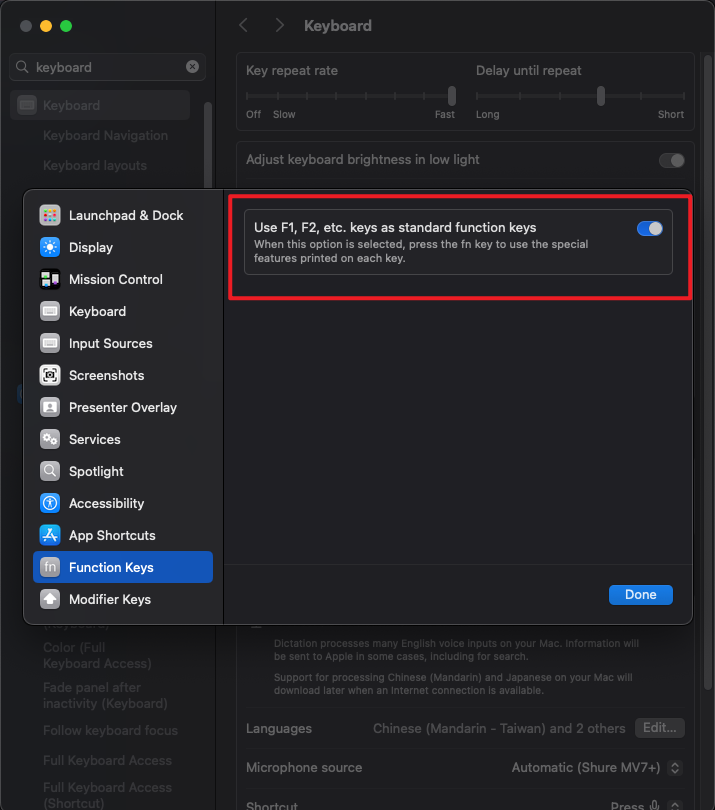 Keyboard
keyboard
Keyboard
Keyboard Navigation
Keyboard layouts
Key repeat rate
Delay until repeat
Off
Slow
Fast
Long
Short
Adjust keyboard brightness in low light
Launchpad & Dock
Display
Mission Control
Keyboard
Input Sources
Screenshots
Presenter Overlay
Services
Spotlight
Accessibility
App Shortcuts
fn
Function Keys
Modifier Keys
Use F1, F2, etc. keys as standard function keys
When this option is selected, press the fn key to use the special
features printed on each key.
Done
Color (Full
Keyboard Access)
Fade panel after
inactivity (Keyboard)
Follow keyboard focus
Full Keyboard Access
Full Keyboard Access
(Shortcut)
Dictation processes many English voice inputs on your Mac. Information will
be sent to Apple in some cases, including for search.
Support for processing Chinese (Mandarin) and Japanese on your Mac will
download later when an Internet connection is available.
Languages
Chinese (Mandarin - Taiwan) and 2 others
Edit...
Microphone source
Automatic (Shure MV7+)
Shortcut
Press